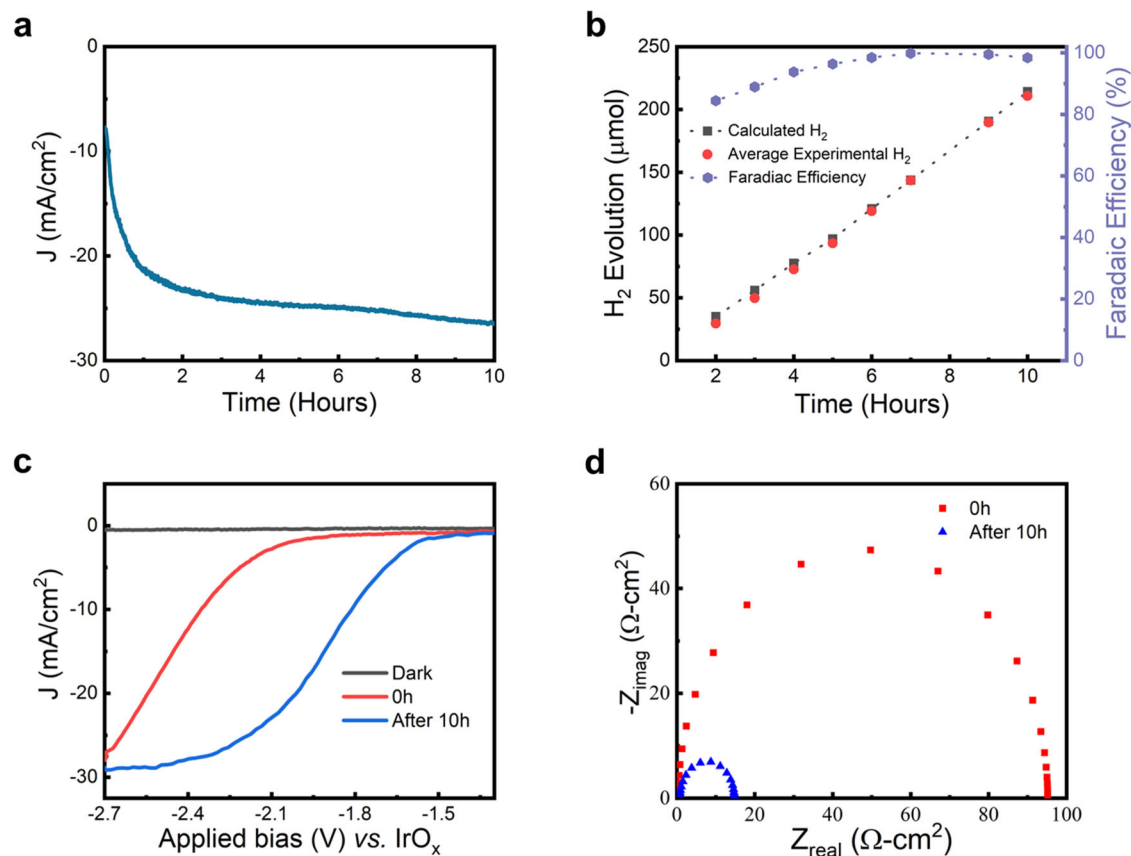 a
0
-10
-20
-30
J (mA/cm²)
0 2 4 6 8 10
Time (Hours)
b
250
200
150
100
50
0
H₂ Evolution (μmol)
Calculated H₂
Average Experimental H₂
Faradiac Efficiency
100
80
60
40
20
0
Faradaic Efficiency (%)
2 4 6 8 10
Time (Hours)
c
0
-10
-20
-30
J (mA/cm²)
Dark
0h
After 10h
-2.7 -2.4 -2.1 -1.8 -1.5
Applied bias (V) vs. IrOₓ
d
60
40
20
0
-Z_imag (Ω-cm²)
0h
After 10h
0 20 40 60 80 100
Z_real (Ω-cm²)